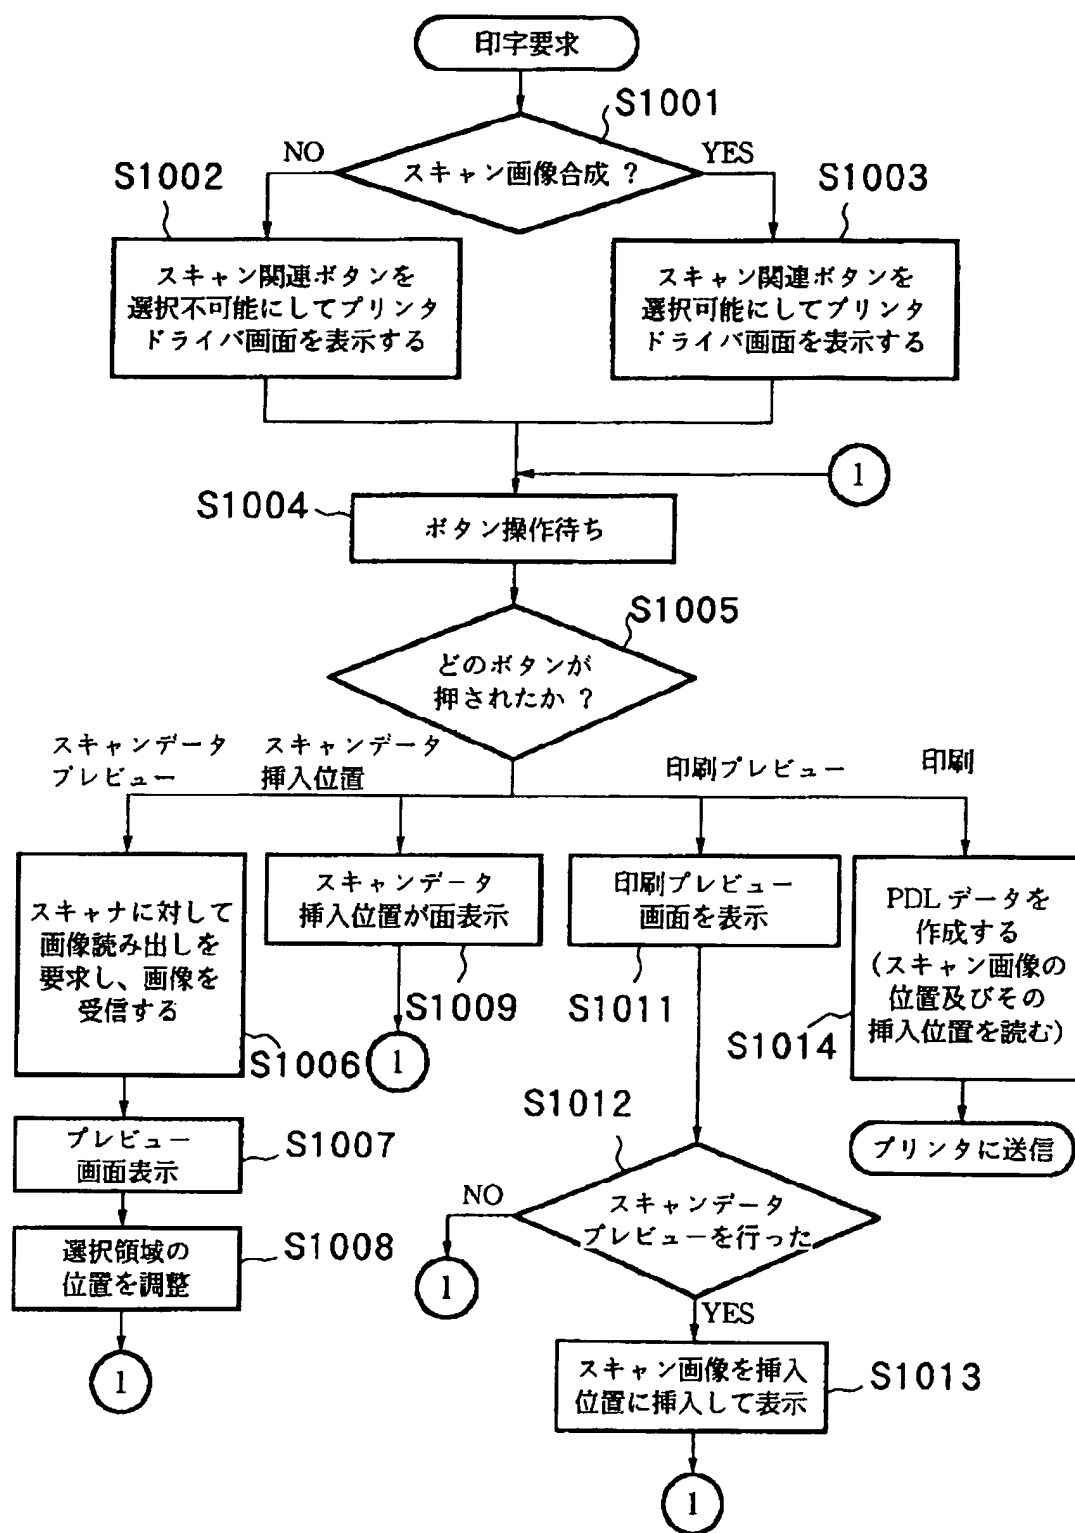 印字要求
S1001
スキャン画像合成 ?
NO
YES
S1002
S1003
スキャン関連ボタンを
選択不可能にしてプリンタ
ドライバ画面を表示する
スキャン関連ボタンを
選択可能にしてプリンタ
ドライバ画面を表示する
1
S1004
ボタン操作待ち
S1005
どのボタンが
押されたか ?
スキャンデータ
プレビュー
スキャンデータ
挿入位置
印刷プレビュー
印刷
スキャナに対して
画像読み出しを
要求し、画像を
受信する
S1006
スキャンデータ
挿入位置が面表示
S1009
1
印刷プレビュー
画面を表示
S1011
PDLデータを
作成する
(スキャン画像の
位置及びその
挿入位置を読む)
S1014
プリンタに送信
プレビュー
画面表示
S1007
選択領域の
位置を調整
S1008
1
S1012
スキャンデータ
プレビューを行った
NO
1
YES
スキャン画像を挿入
位置に挿入して表示
S1013
1